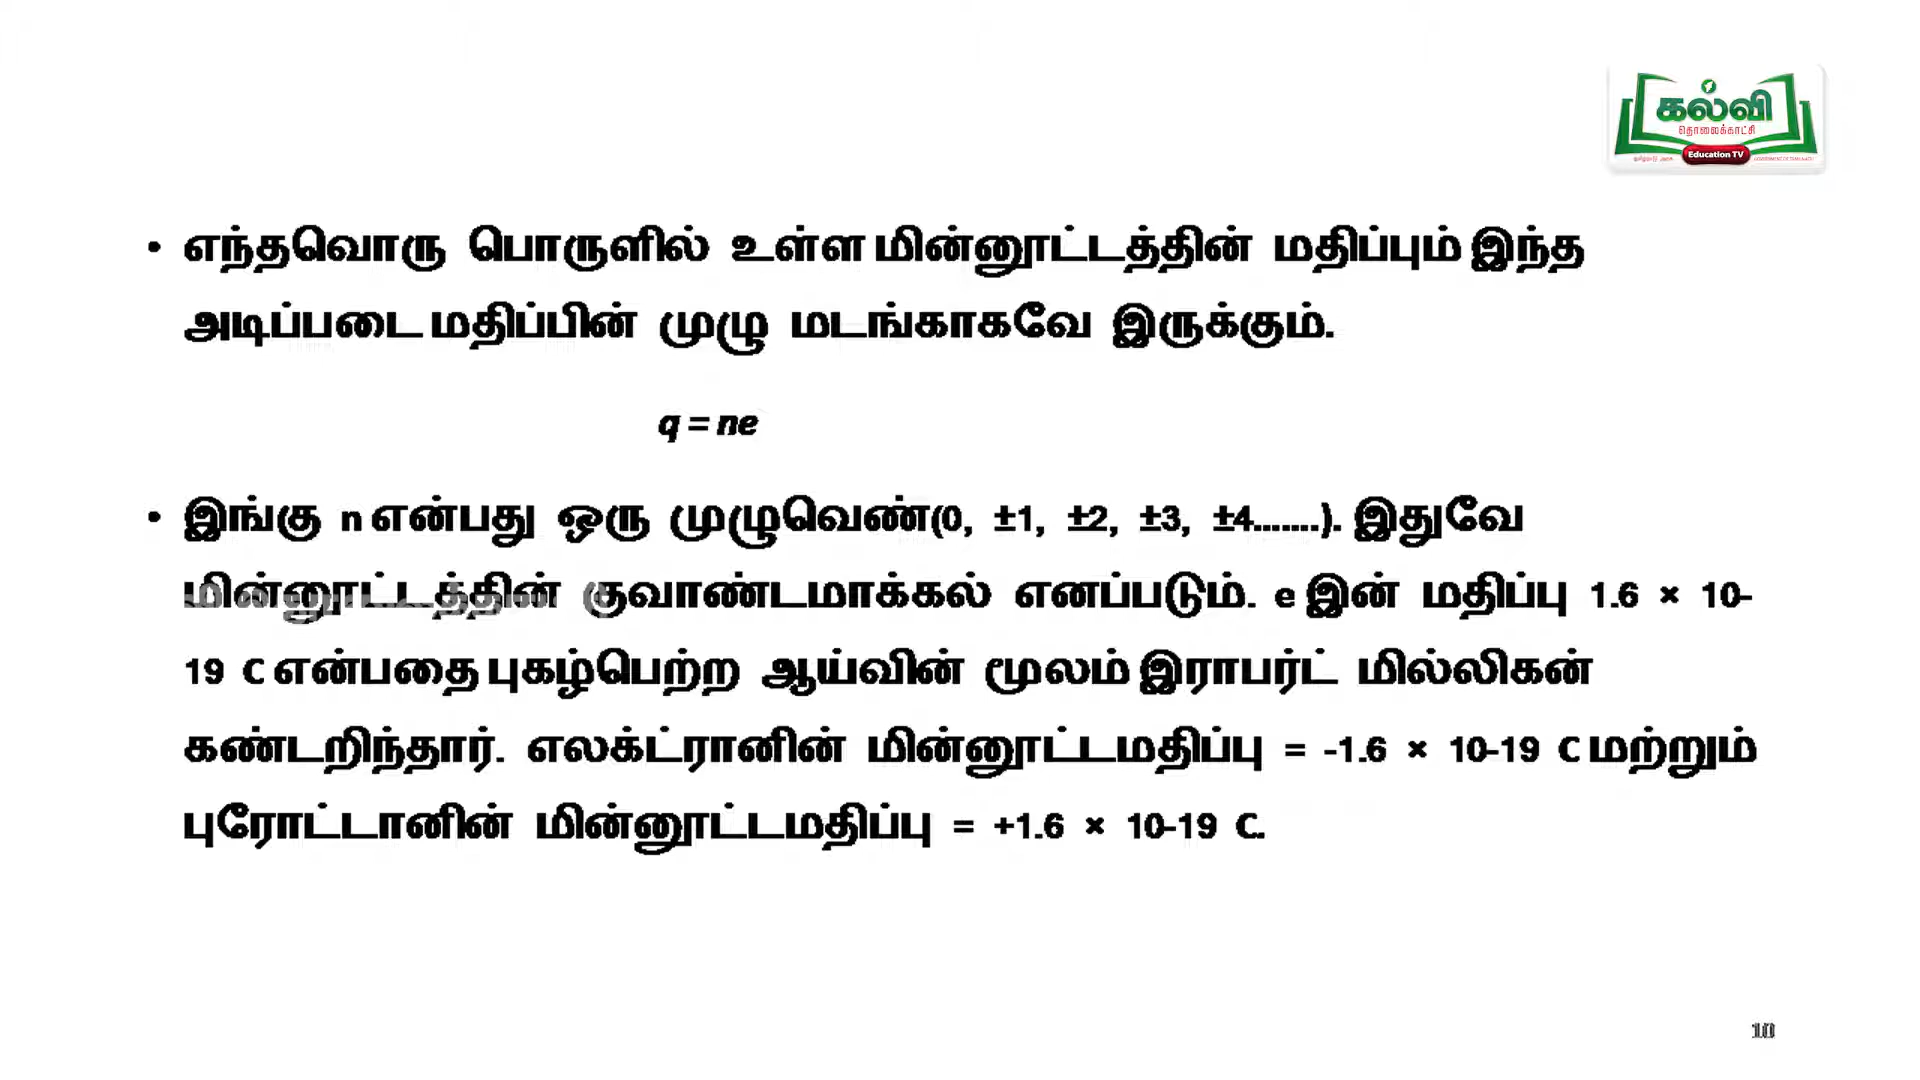 கல்வி
தொலைக்காட்சி
Education TV
• எந்தவொரு பொருளில் உள்ள மின்னூட்டத்தின் மதிப்பும் இந்த
அடிப்படை மதிப்பின் முழு மடங்காகவே இருக்கும்.
q = ne
• இங்கு n என்பது ஒரு முழுவெண்(0, ±1, ±2, ±3, ±4.......). இதுவே
மின்னூட்டத்தின் குவாண்டமாக்கல் எனப்படும். e இன் மதிப்பு 1.6 × 10-
19 C என்பதை புகழ்பெற்ற ஆய்வின் மூலம் இராபர்ட் மில்லிகன்
கண்டறிந்தார். எலக்ட்ரானின் மின்னூட்டமதிப்பு = -1.6 × 10-19 C மற்றும்
புரோட்டானின் மின்னூட்டமதிப்பு = +1.6 × 10-19 C.
10